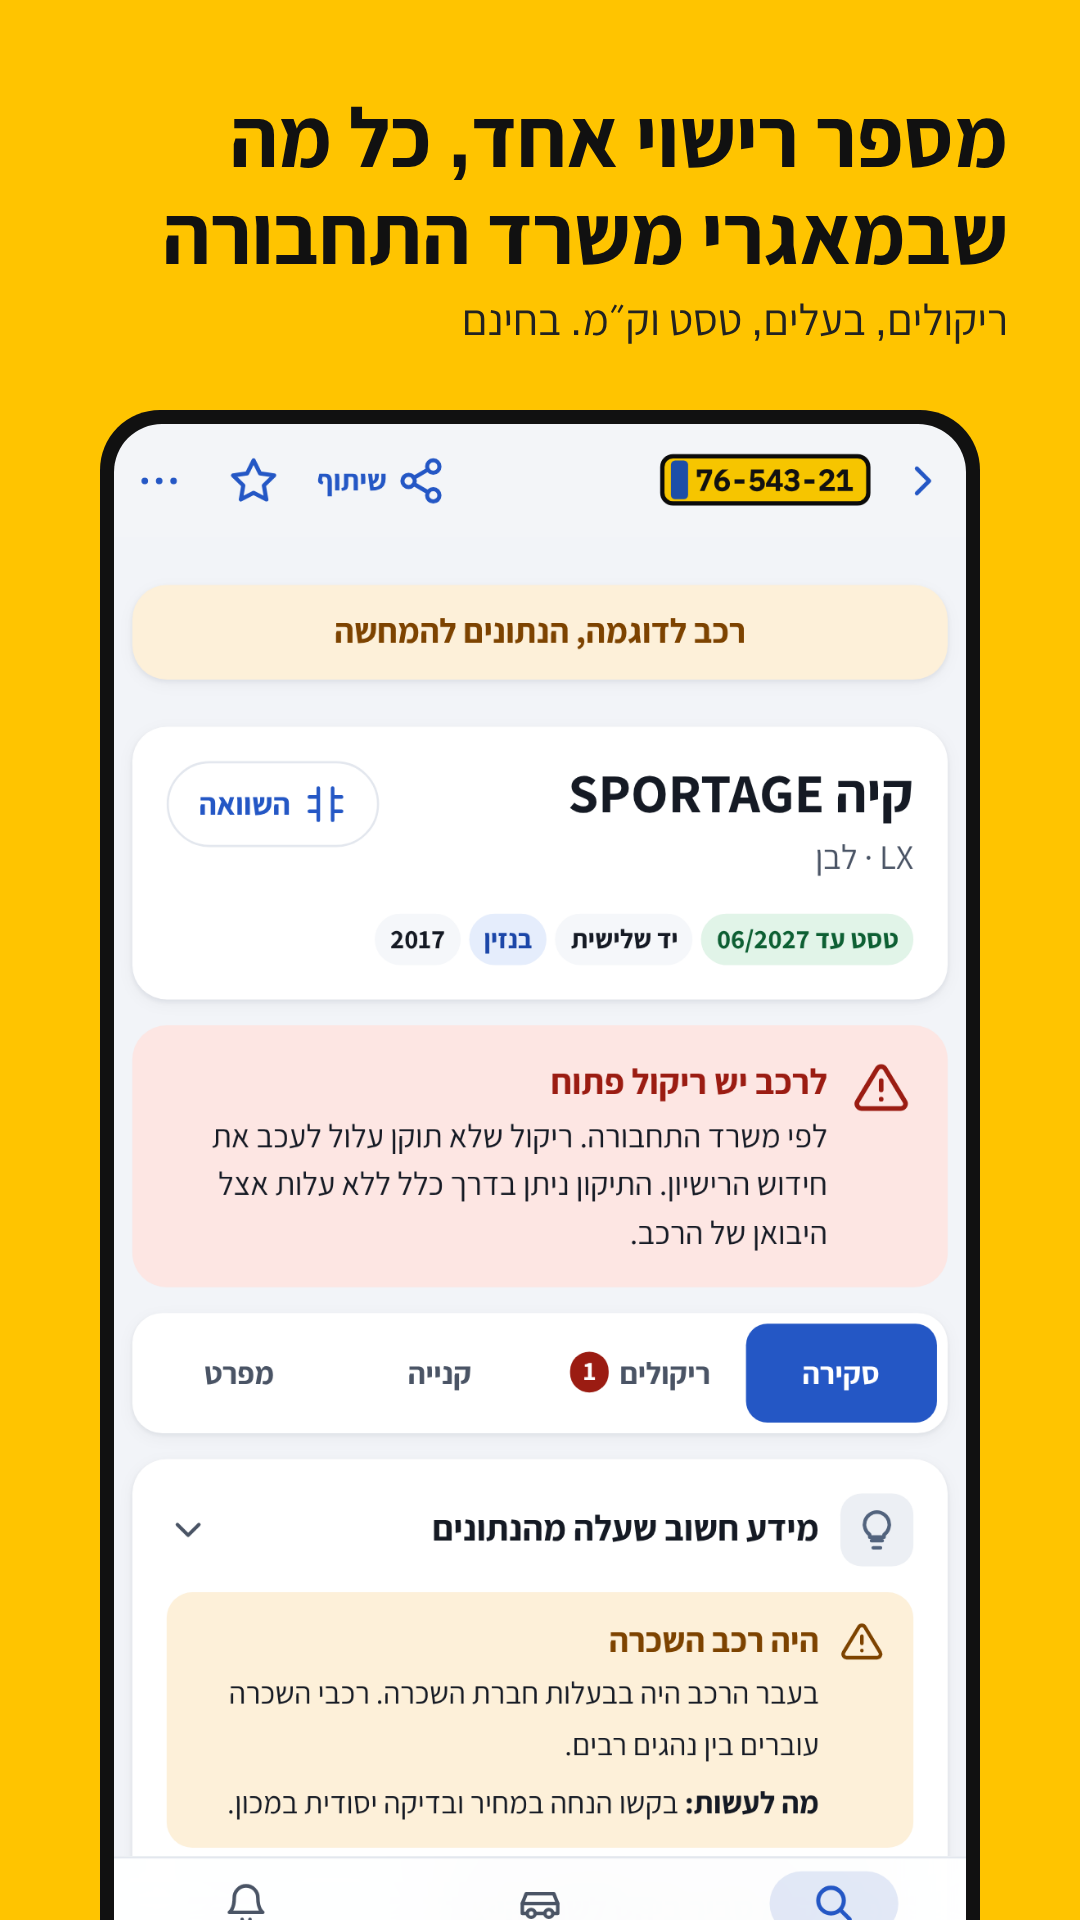 מספר רישוי אחד, כל מה
שבמאגרי משרד התחבורה
ריקולים, בעלים, טסט וק״מ. בחינם
76-543-21
שיתוף
רכב לדוגמה, הנתונים להמחשה
קיה SPORTAGE
השוואה
LX · לבן
טסט עד 06/2027
יד שלישית
בנזין
2017
לרכב יש ריקול פתוח
לפי משרד התחבורה. ריקול שלא תוקן עלול לעכב את
חידוש הרישיון. התיקון ניתן בדרך כלל ללא עלות אצל
היבואן של הרכב.
סקירה
ריקולים 1
קנייה
מפרט
מידע חשוב שעלה מהנתונים
היה רכב השכרה
בעבר הרכב היה בבעלות חברת השכרה. רכבי השכרה
עוברים בין נהגים רבים.
מה לעשות: בקשו הנחה במחיר ובדיקה יסודית במכון.